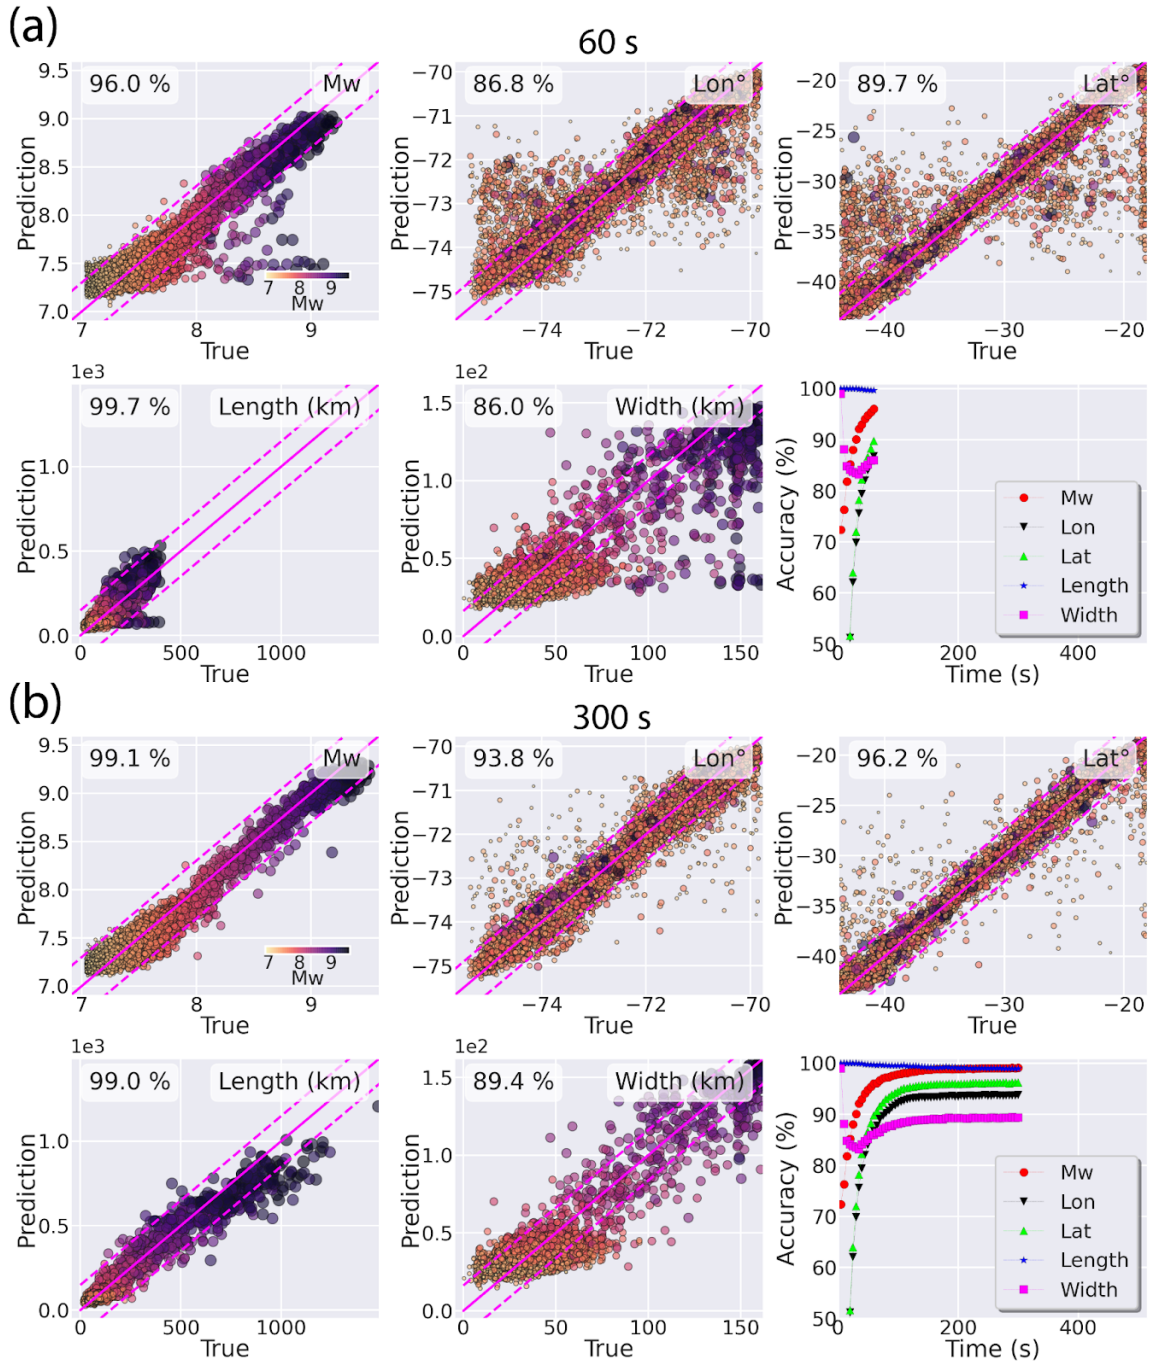 (a)
60 s
96.0 %
Mw
9.5
9.0
8.5
8.0
7.5
7.0
Prediction
7 8 9
Mw
7 8 9
True
86.8 %
Lon°
−70
−71
−72
−73
−74
−75
Prediction
−74 −72 −70
True
89.7 %
Lat°
−20
−25
−30
−35
−40
Prediction
−40 −30 −20
True
1e3
99.7 %
Length (km)
1.0
0.5
0.0
Prediction
0 500 1000
True
1e2
86.0 %
Width (km)
1.5
1.0
0.5
0.0
Prediction
0 50 100 150
True
100
90
80
70
60
50
Accuracy (%)
Mw
Lon
Lat
Length
Width
0 200 400
Time (s)
(b)
300 s
99.1 %
Mw
9.5
9.0
8.5
8.0
7.5
7.0
Prediction
7 8 9
Mw
7 8 9
True
93.8 %
Lon°
−70
−71
−72
−73
−74
−75
Prediction
−74 −72 −70
True
96.2 %
Lat°
−20
−25
−30
−35
−40
Prediction
−40 −30 −20
True
1e3
99.0 %
Length (km)
1.0
0.5
0.0
Prediction
0 500 1000
True
1e2
89.4 %
Width (km)
1.5
1.0
0.5
0.0
Prediction
0 50 100 150
True
100
90
80
70
60
50
Accuracy (%)
Mw
Lon
Lat
Length
Width
0 200 400
Time (s)